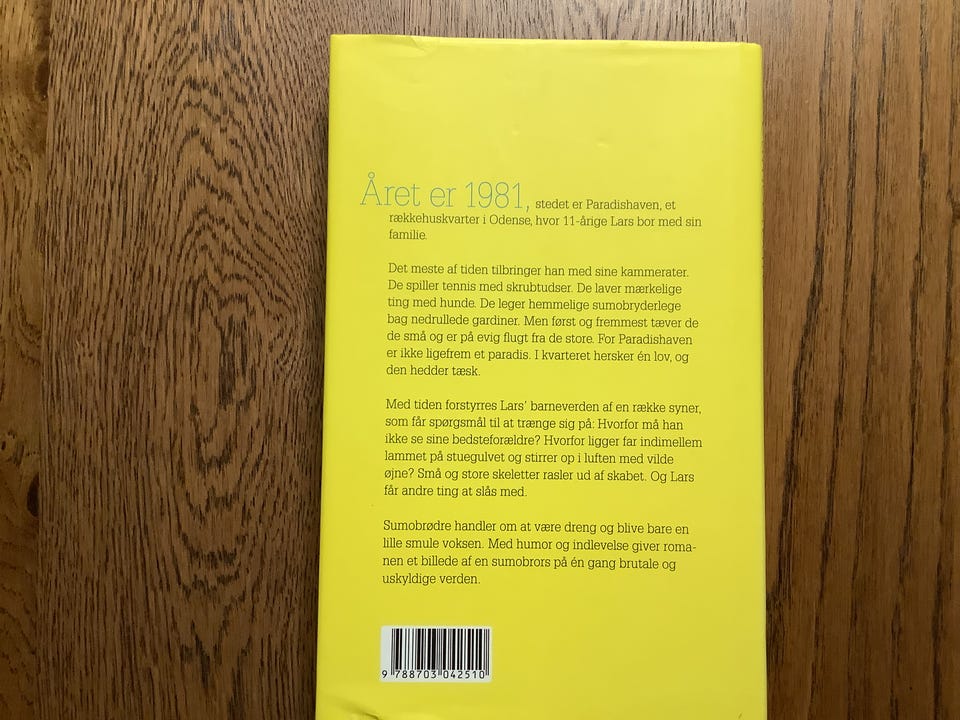 Året er 1981, stedet er Paradishaven, et
rækkehuskvarter i Odense, hvor 11-årige Lars bor med sin
familie.
Det meste af tiden tilbringer han med sine kammerater.
De spiller tennis med skrubtudser. De laver mærkelige
ting med hunde. De leger hemmelige sumobryderlege
bag nedrullede gardiner. Men først og fremmest tæver de
de små og er på evig flugt fra de store. For Paradishaven
er ikke ligefrem et paradis. I kvarteret hersker én lov, og
den hedder tæsk.
Med tiden forstyrres Lars' barneverden af en række syner,
som får spørgsmål til at trænge sig på: Hvorfor må han
ikke se sine bedsteforældre? Hvorfor ligger far indimellem
lammet på stuegulvet og stirrer op i luften med vilde
øjne? Små og store skeletter rasler ud af skabet. Og Lars
får andre ting at slås med.
Sumobrødre handler om at være dreng og blive bare en
lille smule voksen. Med humor og indlevelse giver roma-
nen et billede af en sumobrors på én gang brutale og
uskyldige verden.
9 788703 042510